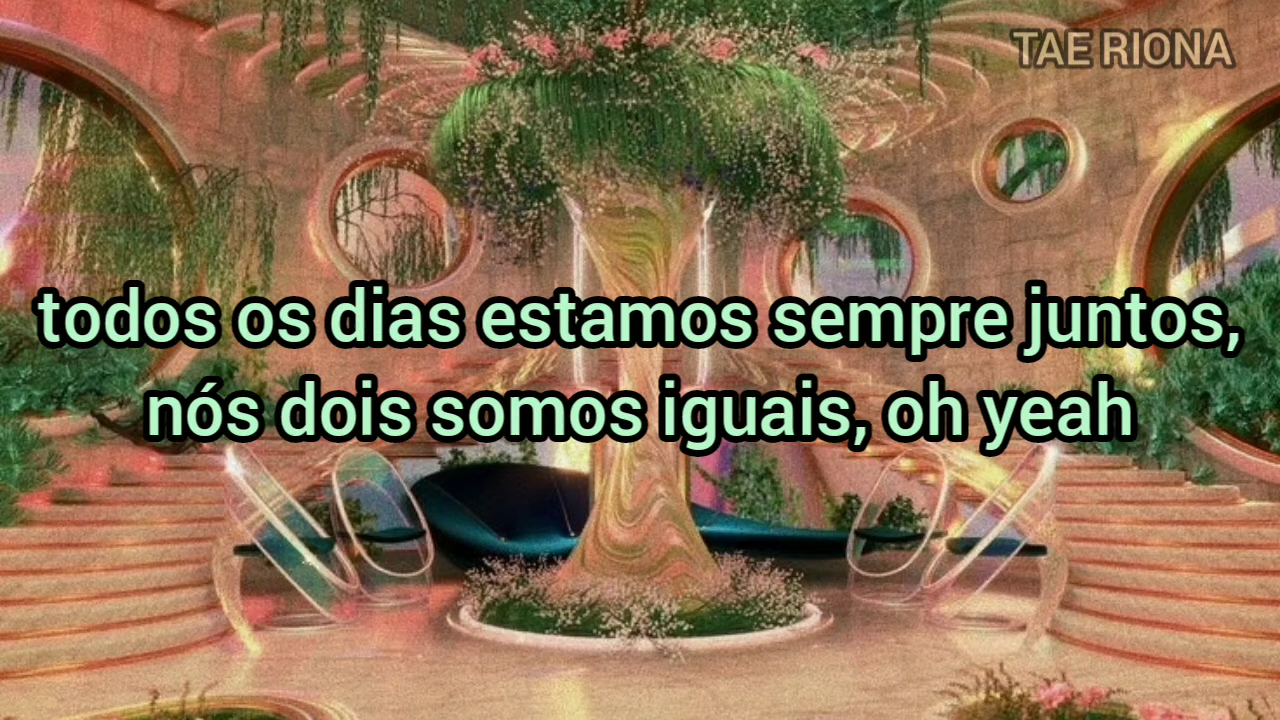 TAE RIONA
todos os dias estamos sempre juntos,
nós dois somos iguais, oh yeah